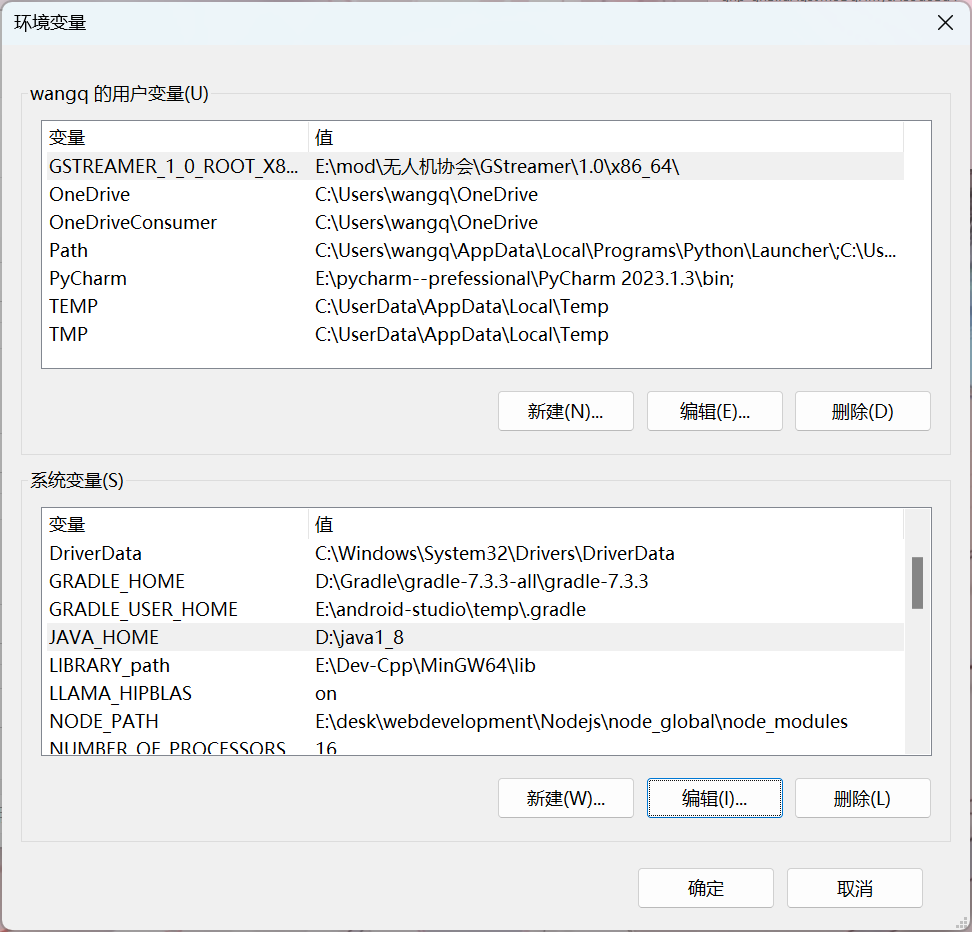 环境变量
wangq 的用户变量(U)
变量 值
GSTREAMER_1_0_ROOT_X8... E:\mod\无人机协会\GStreamer\1.0\x86_64\
OneDrive C:\Users\wangq\OneDrive
OneDriveConsumer C:\Users\wangq\OneDrive
Path C:\Users\wangq\AppData\Local\Programs\Python\Launcher\;C:\Us...
PyCharm E:\pycharm--prefessional\PyCharm 2023.1.3\bin;
TEMP C:\UserData\AppData\Local\Temp
TMP C:\UserData\AppData\Local\Temp
新建(N)... 编辑(E)... 删除(D)
系统变量(S)
变量 值
DriverData C:\Windows\System32\Drivers\DriverData
GRADLE_HOME D:\Gradle\gradle-7.3.3-all\gradle-7.3.3
GRADLE_USER_HOME E:\android-studio\temp\.gradle
JAVA_HOME D:\java1_8
LIBRARY_path E:\Dev-Cpp\MinGW64\lib
LLAMA_HIPBLAS on
NODE_PATH E:\desk\webdevelopment\Nodejs\node_global\node_modules
NUMBER_OF_PROCESSORS 16
新建(W)... 编辑(I)... 删除(L)
确定 取消